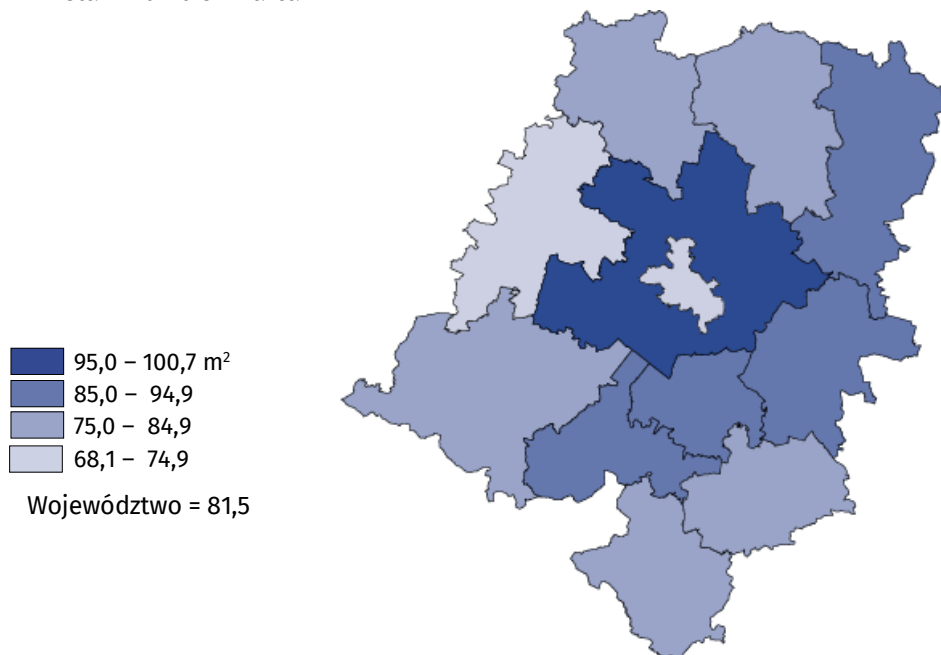 95,0 – 100,7 m²
85,0 – 94,9
75,0 – 84,9
68,1 – 74,9
Województwo = 81,5